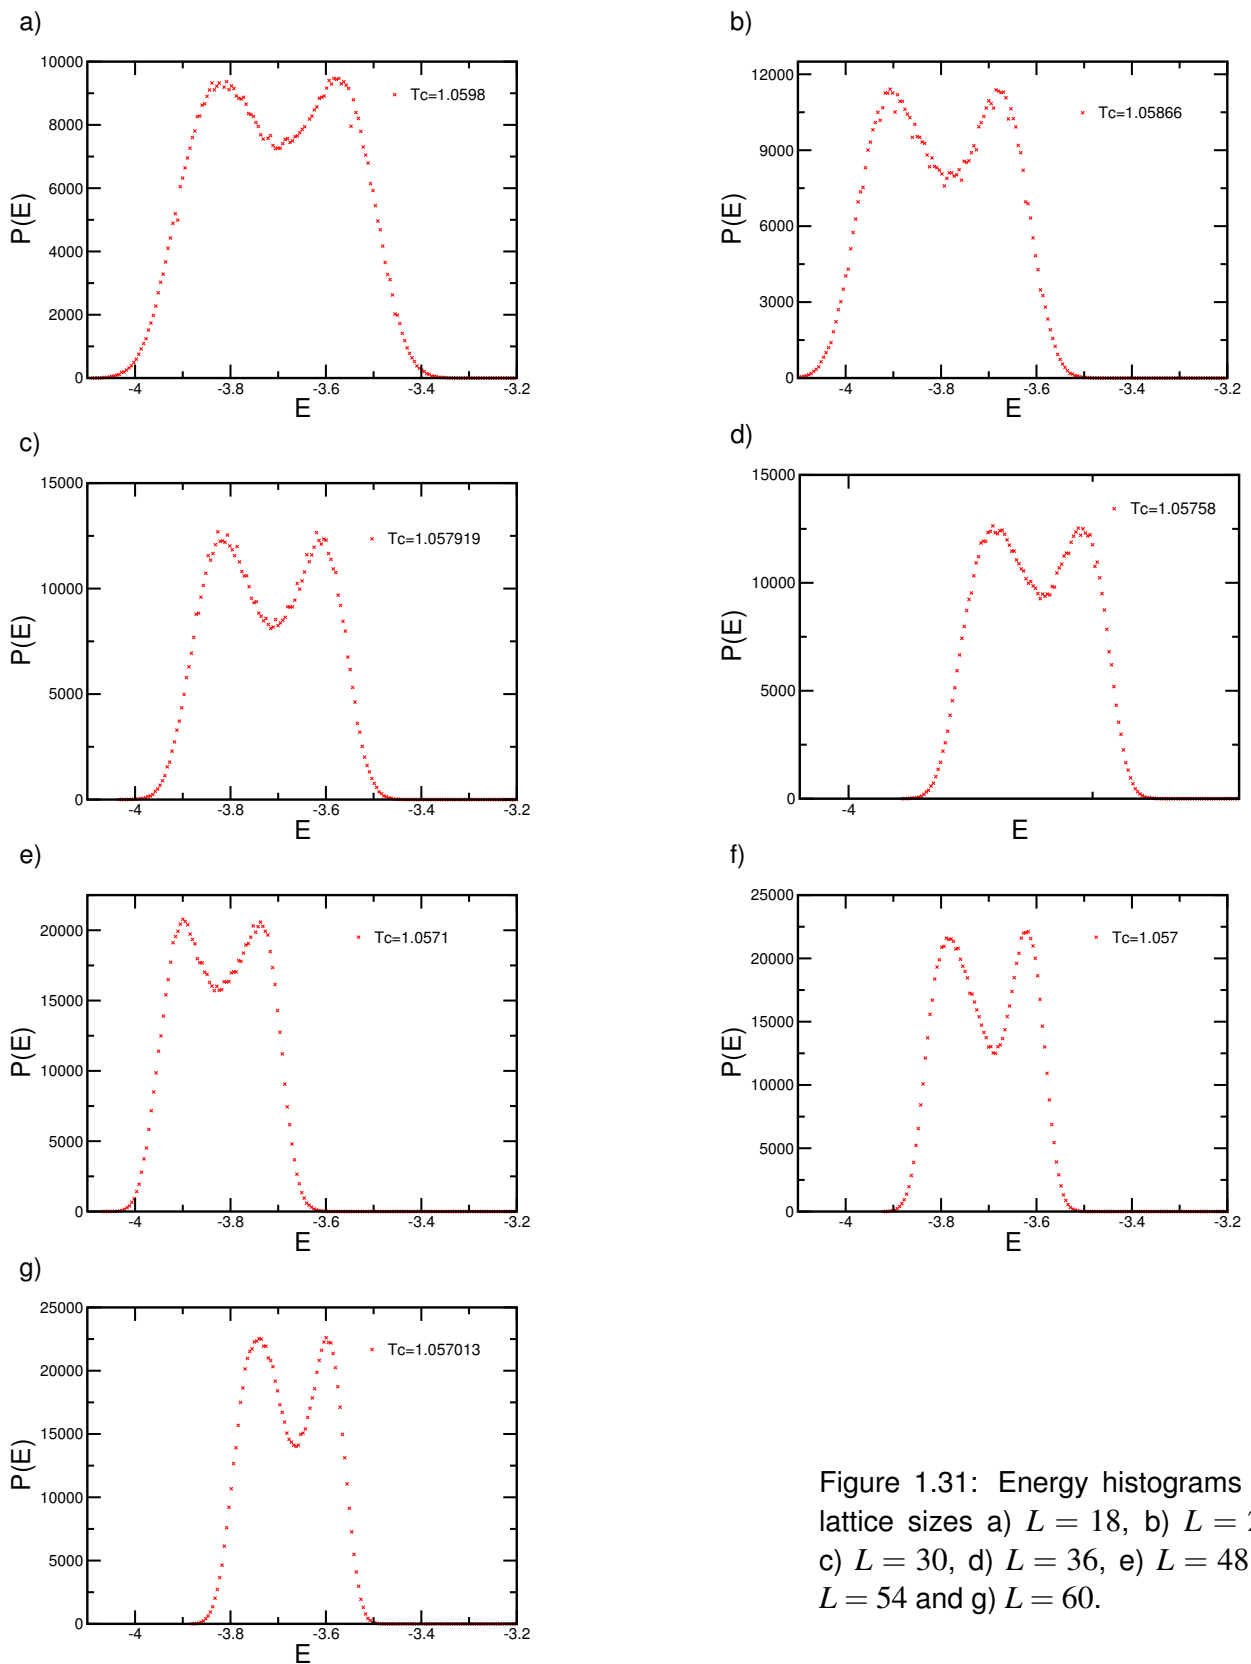 a)
10000
8000
6000
4000
2000
0
P(E)
Tc=1.0598
-4
-3.8
-3.6
-3.4
-3.2
E
b)
12000
9000
6000
3000
0
P(E)
Tc=1.05866
-4
-3.8
-3.6
-3.4
-3.2
E
c)
15000
10000
5000
0
P(E)
Tc=1.057919
-4
-3.8
-3.6
-3.4
-3.2
E
d)
15000
10000
5000
0
P(E)
Tc=1.05758
-4
E
e)
20000
15000
10000
5000
0
P(E)
Tc=1.0571
-4
-3.8
-3.6
-3.4
-3.2
E
f)
25000
20000
15000
10000
5000
0
P(E)
Tc=1.057
-4
-3.8
-3.6
-3.4
-3.2
E
g)
25000
20000
15000
10000
5000
0
P(E)
Tc=1.057013
-4
-3.8
-3.6
-3.4
-3.2
E
Figure 1.31: Energy histograms
lattice sizes a) L = 18, b) L =
c) L = 30, d) L = 36, e) L = 48
L = 54 and g) L = 60.